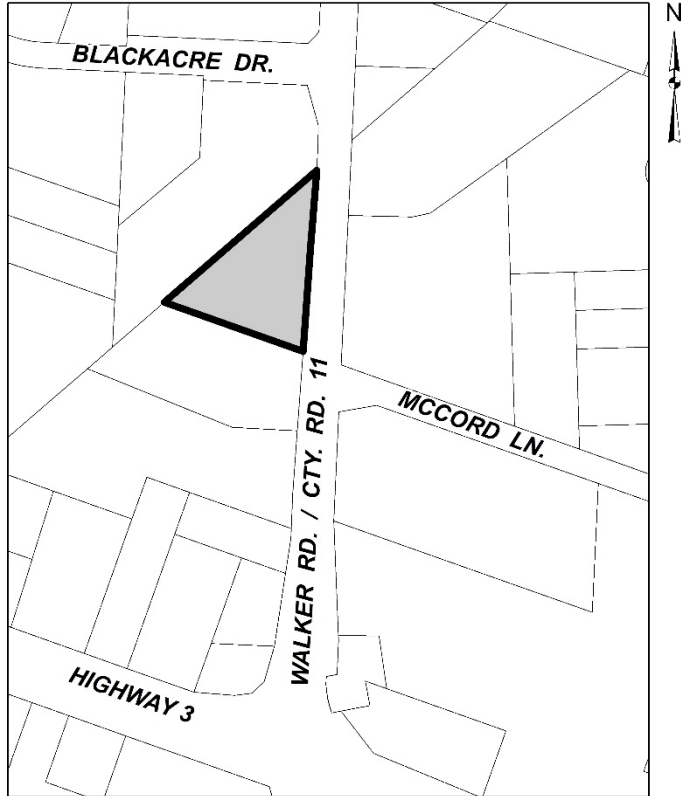 N
BLACKACRE DR.
MCCORD LN.
WALKER RD. / CTY. RD. 11
HIGHWAY 3